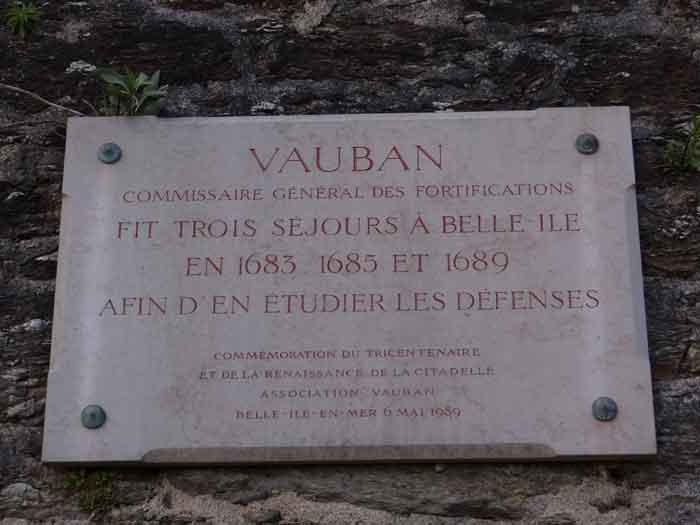 VAUBAN
COMMISSAIRE GÉNÉRAL DES FORTIFICATIONS
FIT TROIS SÉJOURS À BELLE-ILE
EN 1683 1685 ET 1689
AFIN D'EN ÉTUDIER LES DÉFENSES
COMMÉMORATION DU TRICENTENAIRE
ET DE LA RENAISSANCE DE LA CITADELLE
ASSOCIATION VAUBAN
BELLE-ILE-EN-MER 6 MAI 1989